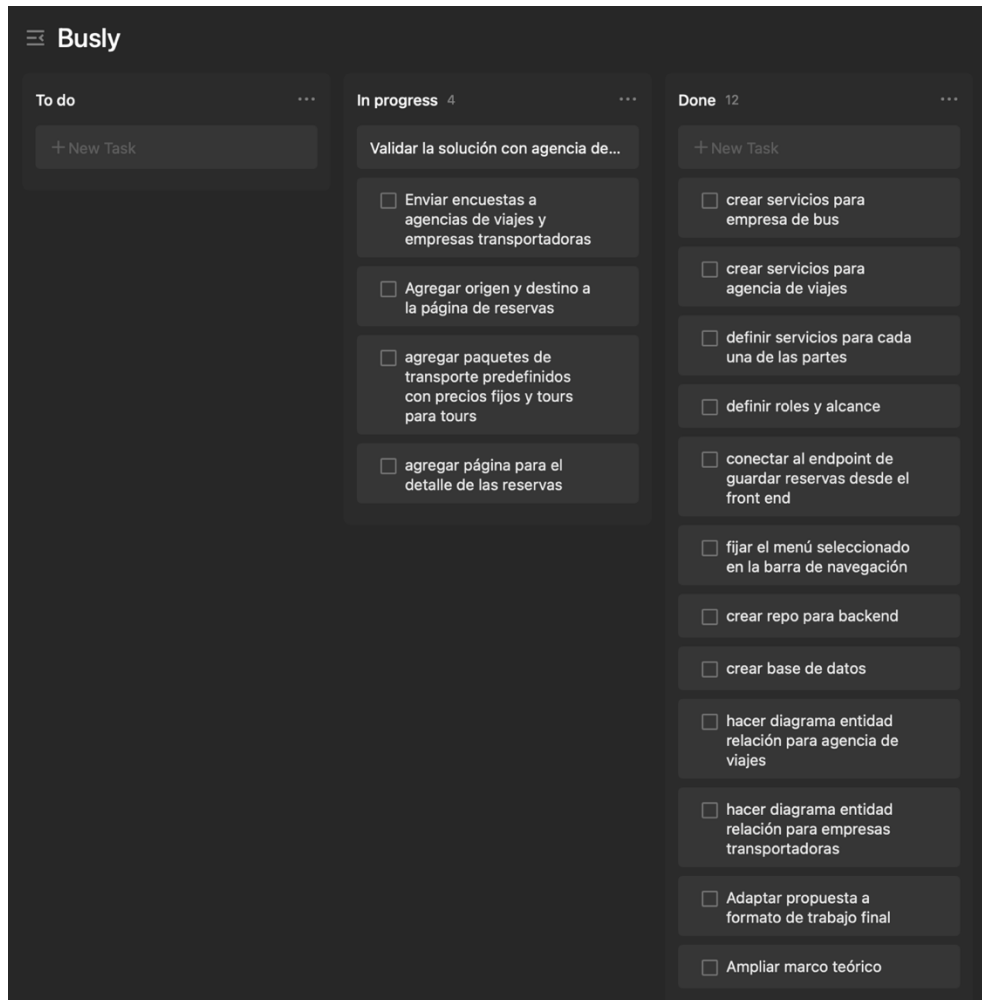 Busly
To do
+ New Task
In progress 4
Validar la solución con agencia de...
Enviar encuestas a
agencias de viajes y
empresas transportadoras
Agregar origen y destino a
la página de reservas
agregar paquetes de
transporte predefinidos
con precios fijos y tours
para tours
agregar página para el
detalle de las reservas
Done 12
+ New Task
crear servicios para
empresa de bus
crear servicios para
agencia de viajes
definir servicios para cada
una de las partes
definir roles y alcance
conectar al endpoint de
guardar reservas desde el
front end
fijar el menú seleccionado
en la barra de navegación
crear repo para backend
crear base de datos
hacer diagrama entidad
relación para agencia de
viajes
hacer diagrama entidad
relación para empresas
transportadoras
Adaptar propuesta a
formato de trabajo final
Ampliar marco teórico